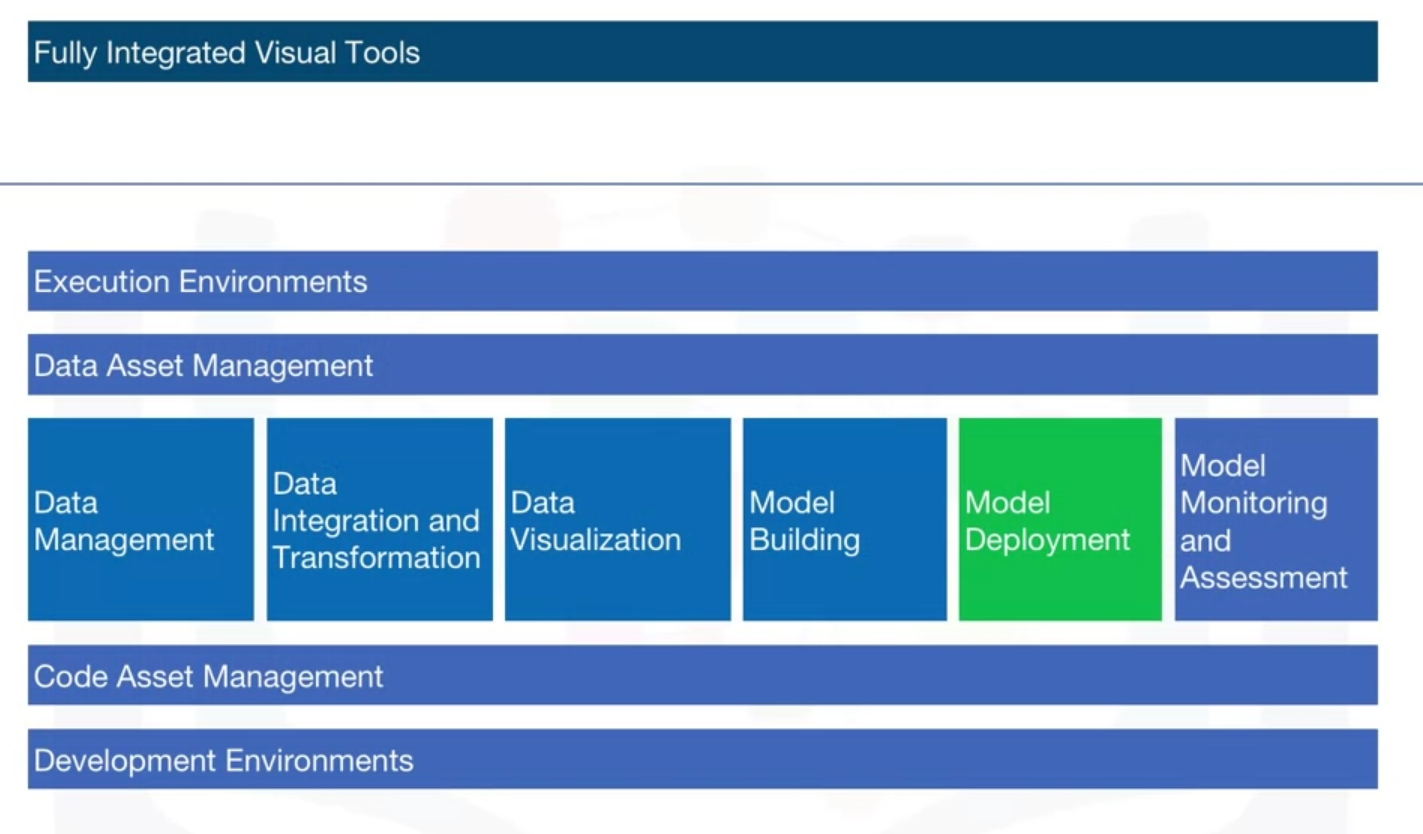 Fully Integrated Visual Tools
Execution Environments
Data Asset Management
Data
Management
Data
Integration and
Transformation
Data
Visualization
Model
Building
Model
Deployment
Model
Monitoring
and
Assessment
Code Asset Management
Development Environments